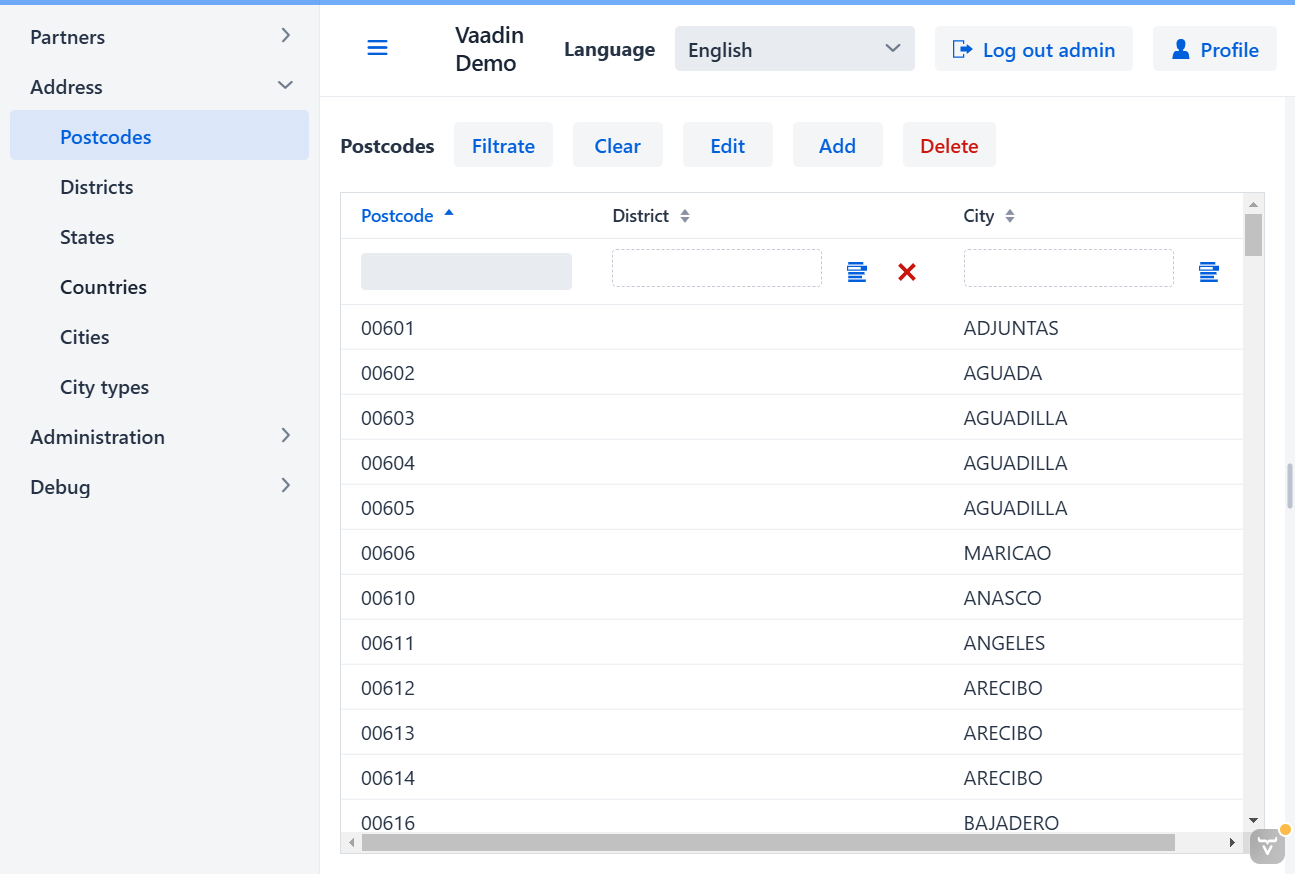 Partners
Address
Postcodes
Districts
States
Countries
Cities
City types
Administration
Debug
Vaadin
Demo
Language
English
Log out admin
Profile
Postcodes
Filtrate
Clear
Edit
Add
Delete
Postcode
District
City
00601 ADJUNTAS
00602 AGUADA
00603 AGUADILLA
00604 AGUADILLA
00605 AGUADILLA
00606 MARICAO
00610 ANASCO
00611 ANGELES
00612 ARECIBO
00613 ARECIBO
00614 ARECIBO
00616 BAJADERO